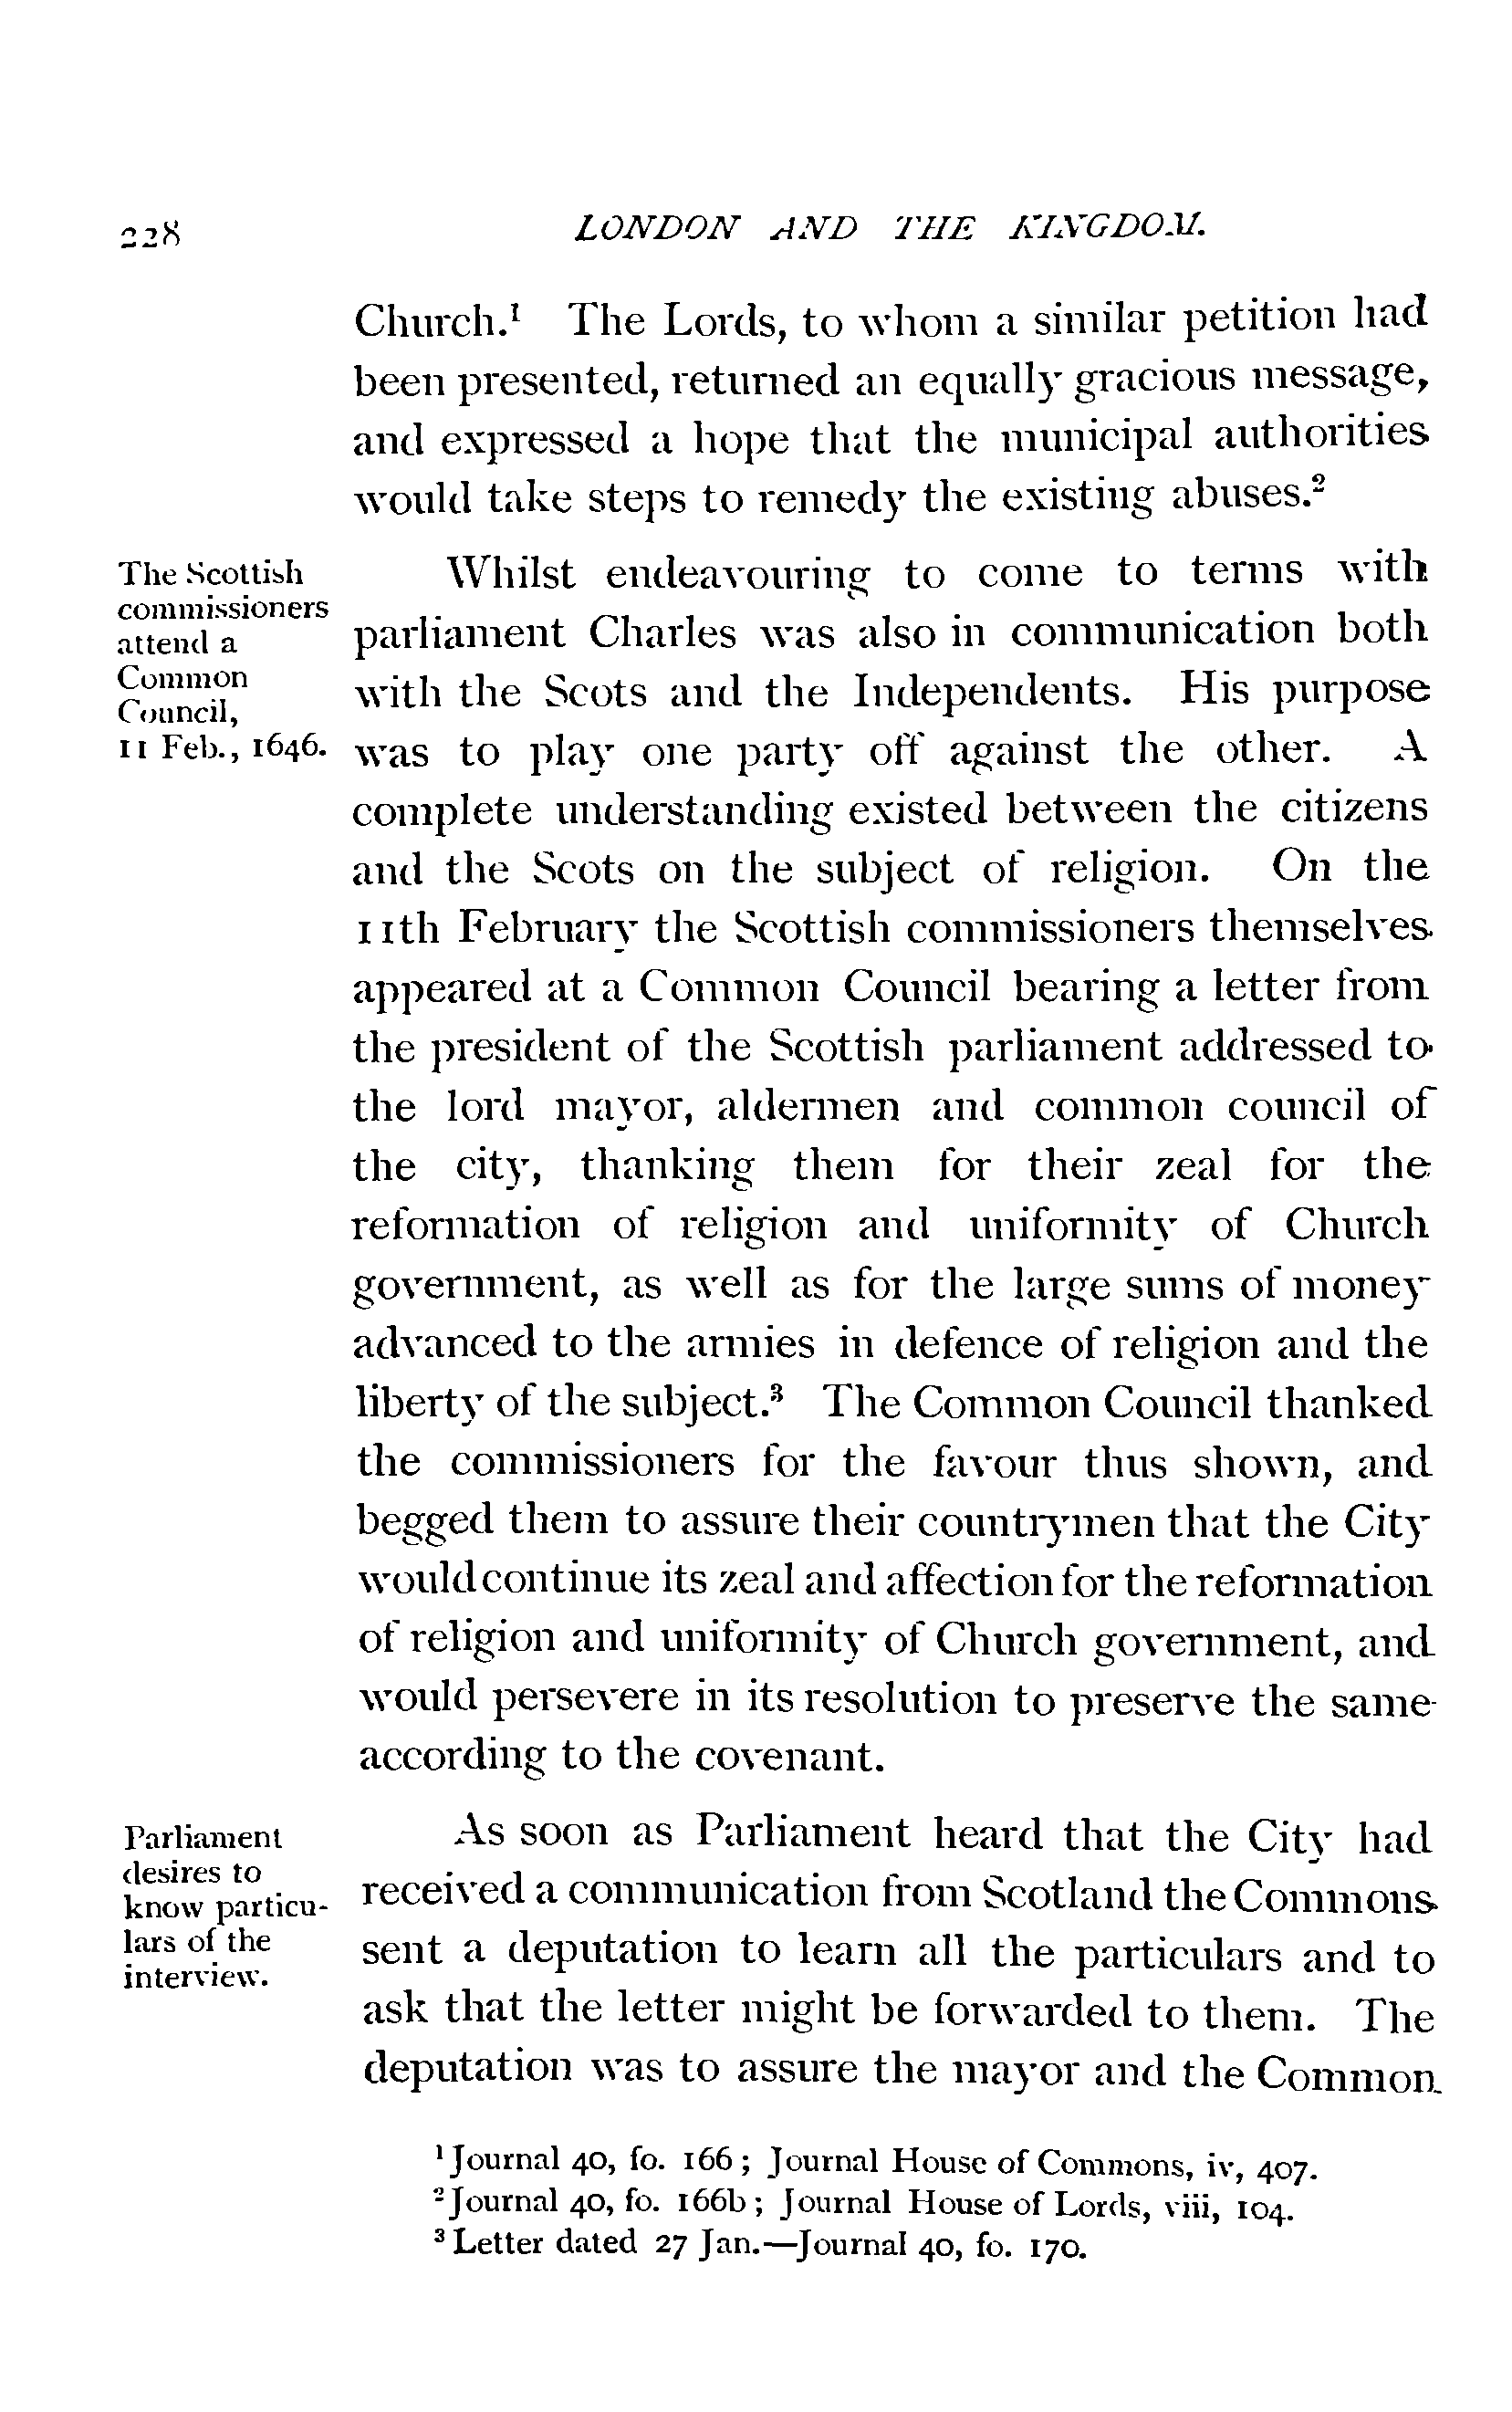 228 LONDON AND THE KINGDOM.
Church.¹ The Lords, to whom a similar petition had
been presented, returned an equally gracious message,
and expressed a hope that the municipal authorities
would take steps to remedy the existing abuses.²
The Scottish
commissioners
attend a
Common
Council,
11 Feb., 1646.
Whilst endeavouring to come to terms with
parliament Charles was also in communication both
with the Scots and the Independents. His purpose
was to play one party off against the other. A
complete understanding existed between the citizens
and the Scots on the subject of religion. On the
11th February the Scottish commissioners themselves
appeared at a Common Council bearing a letter from
the president of the Scottish parliament addressed to
the lord mayor, aldermen and common council of
the city, thanking them for their zeal for the
reformation of religion and uniformity of Church
government, as well as for the large sums of money
advanced to the armies in defence of religion and the
liberty of the subject.³ The Common Council thanked
the commissioners for the favour thus shown, and
begged them to assure their countrymen that the City
would continue its zeal and affection for the reformation
of religion and uniformity of Church government, and
would persevere in its resolution to preserve the same
according to the covenant.
Parliament
desires to
know particu-
lars of the
interview.
As soon as Parliament heard that the City had
received a communication from Scotland the Commons
sent a deputation to learn all the particulars and to
ask that the letter might be forwarded to them. The
deputation was to assure the mayor and the Common
¹ Journal 40, fo. 166; Journal House of Commons, iv, 407.
² Journal 40, fo. 166b; Journal House of Lords, viii, 104.
³ Letter dated 27 Jan.—Journal 40, fo. 170.